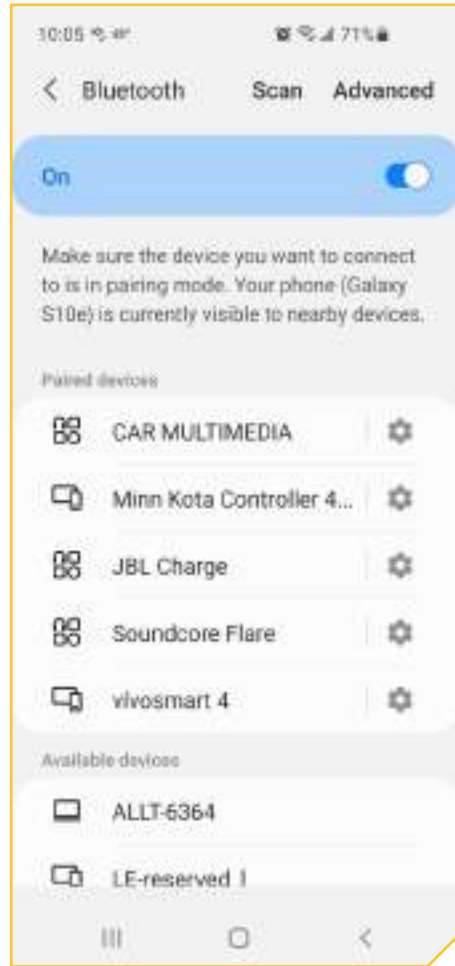 10:05
71%
Bluetooth Scan Advanced
On
Make sure the device you want to connect
to is in pairing mode. Your phone (Galaxy
S10e) is currently visible to nearby devices.
Paired devices
CAR MULTIMEDIA
Minn Kota Controller 4...
JBL Charge
Soundcore Flare
vivosmart 4
Available devices
ALLT-6364
LE-reserved